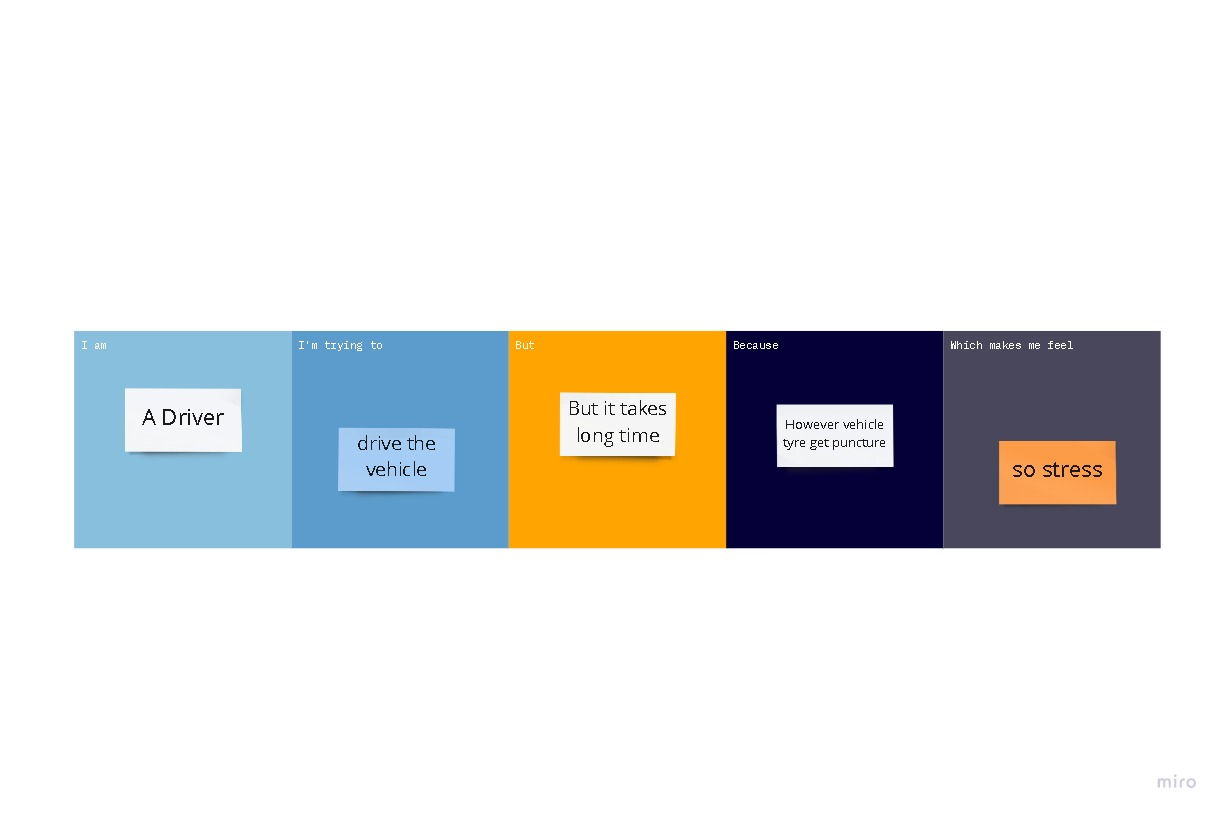 I am
A Driver
I'm trying to
drive the
vehicle
But
But it takes
long time
Because
However vehicle
tyre get puncture
Which makes me feel
so stress
miro